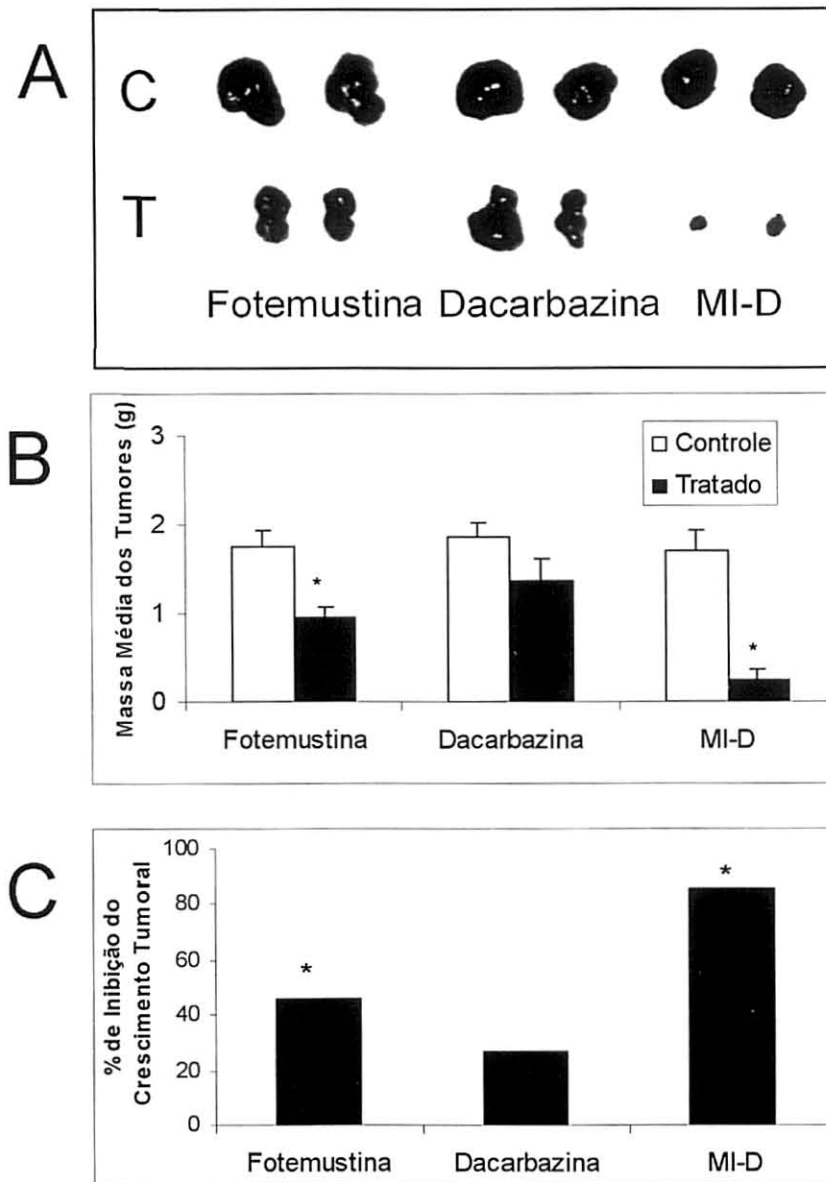 A
C
T
Fotemustina Dacarbazina MI-D
B
Massa Média dos Tumores (g)
3
2
1
0
Controle
Tratado
*
*
Fotemustina Dacarbazina MI-D
C
% de Inibição do
Crescimento Tumoral
100
80
60
40
20
0
*
*
Fotemustina Dacarbazina MI-D